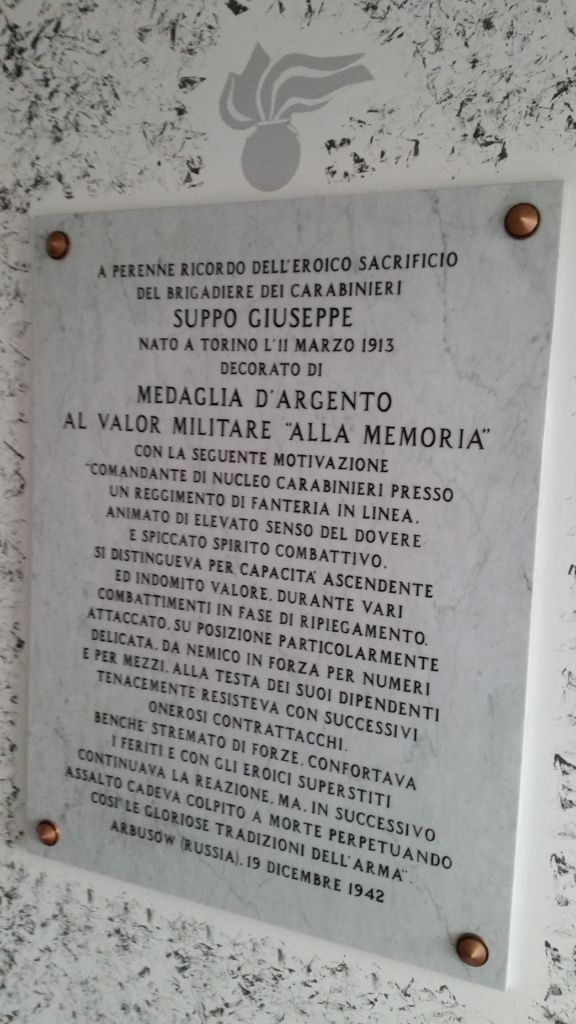 A PERENNE RICORDO DELL'EROICO SACRIFICIO
DEL BRIGADIERE DEI CARABINIERI
SUPPO GIUSEPPE
NATO A TORINO L'11 MARZO 1913
DECORATO DI
MEDAGLIA D'ARGENTO
AL VALOR MILITARE "ALLA MEMORIA"
CON LA SEGUENTE MOTIVAZIONE
"COMANDANTE DI NUCLEO CARABINIERI PRESSO
UN REGGIMENTO DI FANTERIA IN LINEA,
ANIMATO DI ELEVATO SENSO DEL DOVERE
E SPICCATO SPIRITO COMBATTIVO,
SI DISTINGUEVA PER CAPACITA' ASCENDENTE
ED INDOMITO VALORE, DURANTE VARI
COMBATTIMENTI IN FASE DI RIPIEGAMENTO.
ATTACCATO, SU POSIZIONE PARTICOLARMENTE
DELICATA, DA NEMICO IN FORZA PER NUMERI
E PER MEZZI, ALLA TESTA DEI SUOI DIPENDENTI
TENACEMENTE RESISTEVA CON SUCCESSIVI
ONEROSI CONTRATTACCHI.
BENCHE' STREMATO DI FORZE, CONFORTAVA
I FERITI E CON GLI EROICI SUPERSTITI
CONTINUAVA LA REAZIONE, MA, IN SUCCESSIVO
ASSALTO CADEVA COLPITO A MORTE PERPETUANDO
COSI' LE GLORIOSE TRADIZIONI DELL'ARMA".
ARBUSOW (RUSSIA), 19 DICEMBRE 1942